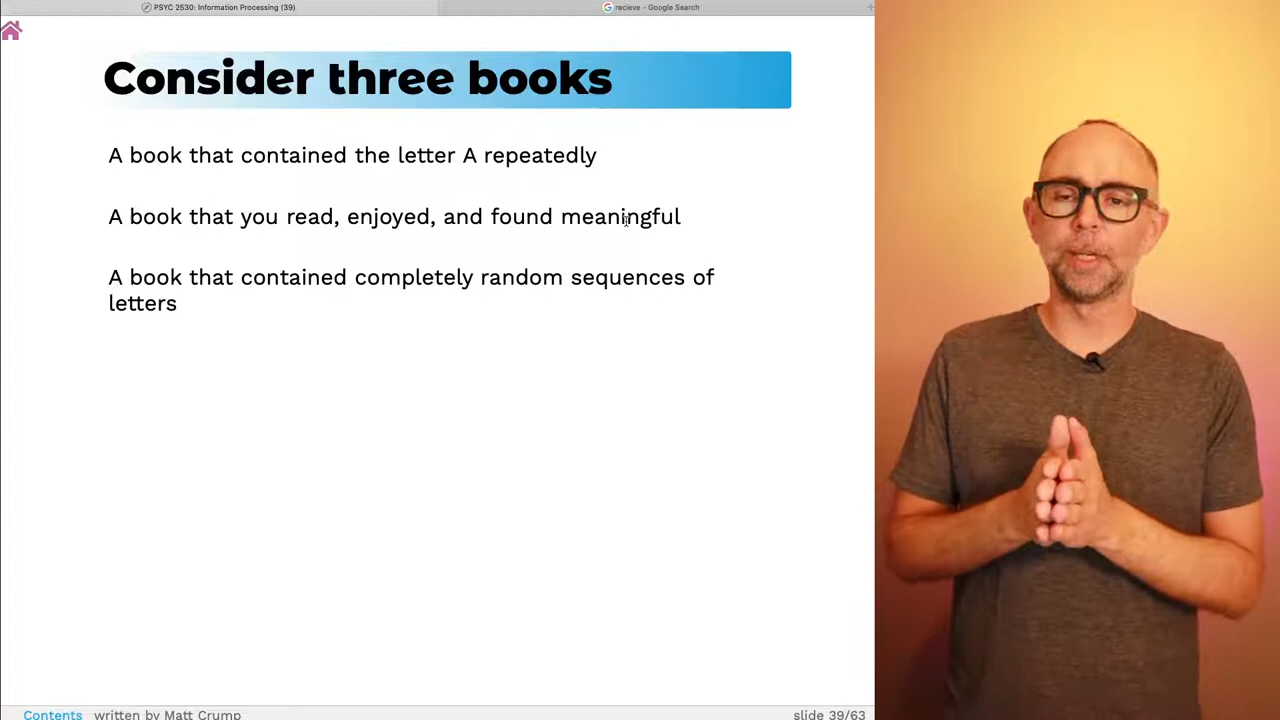 PSYC 2530: Information Processing (39)
recieve - Google Search
Consider three books
A book that contained the letter A repeatedly
A book that you read, enjoyed, and found meaningful
A book that contained completely random sequences of
letters
Contents written by Matt Crump
slide 39/63